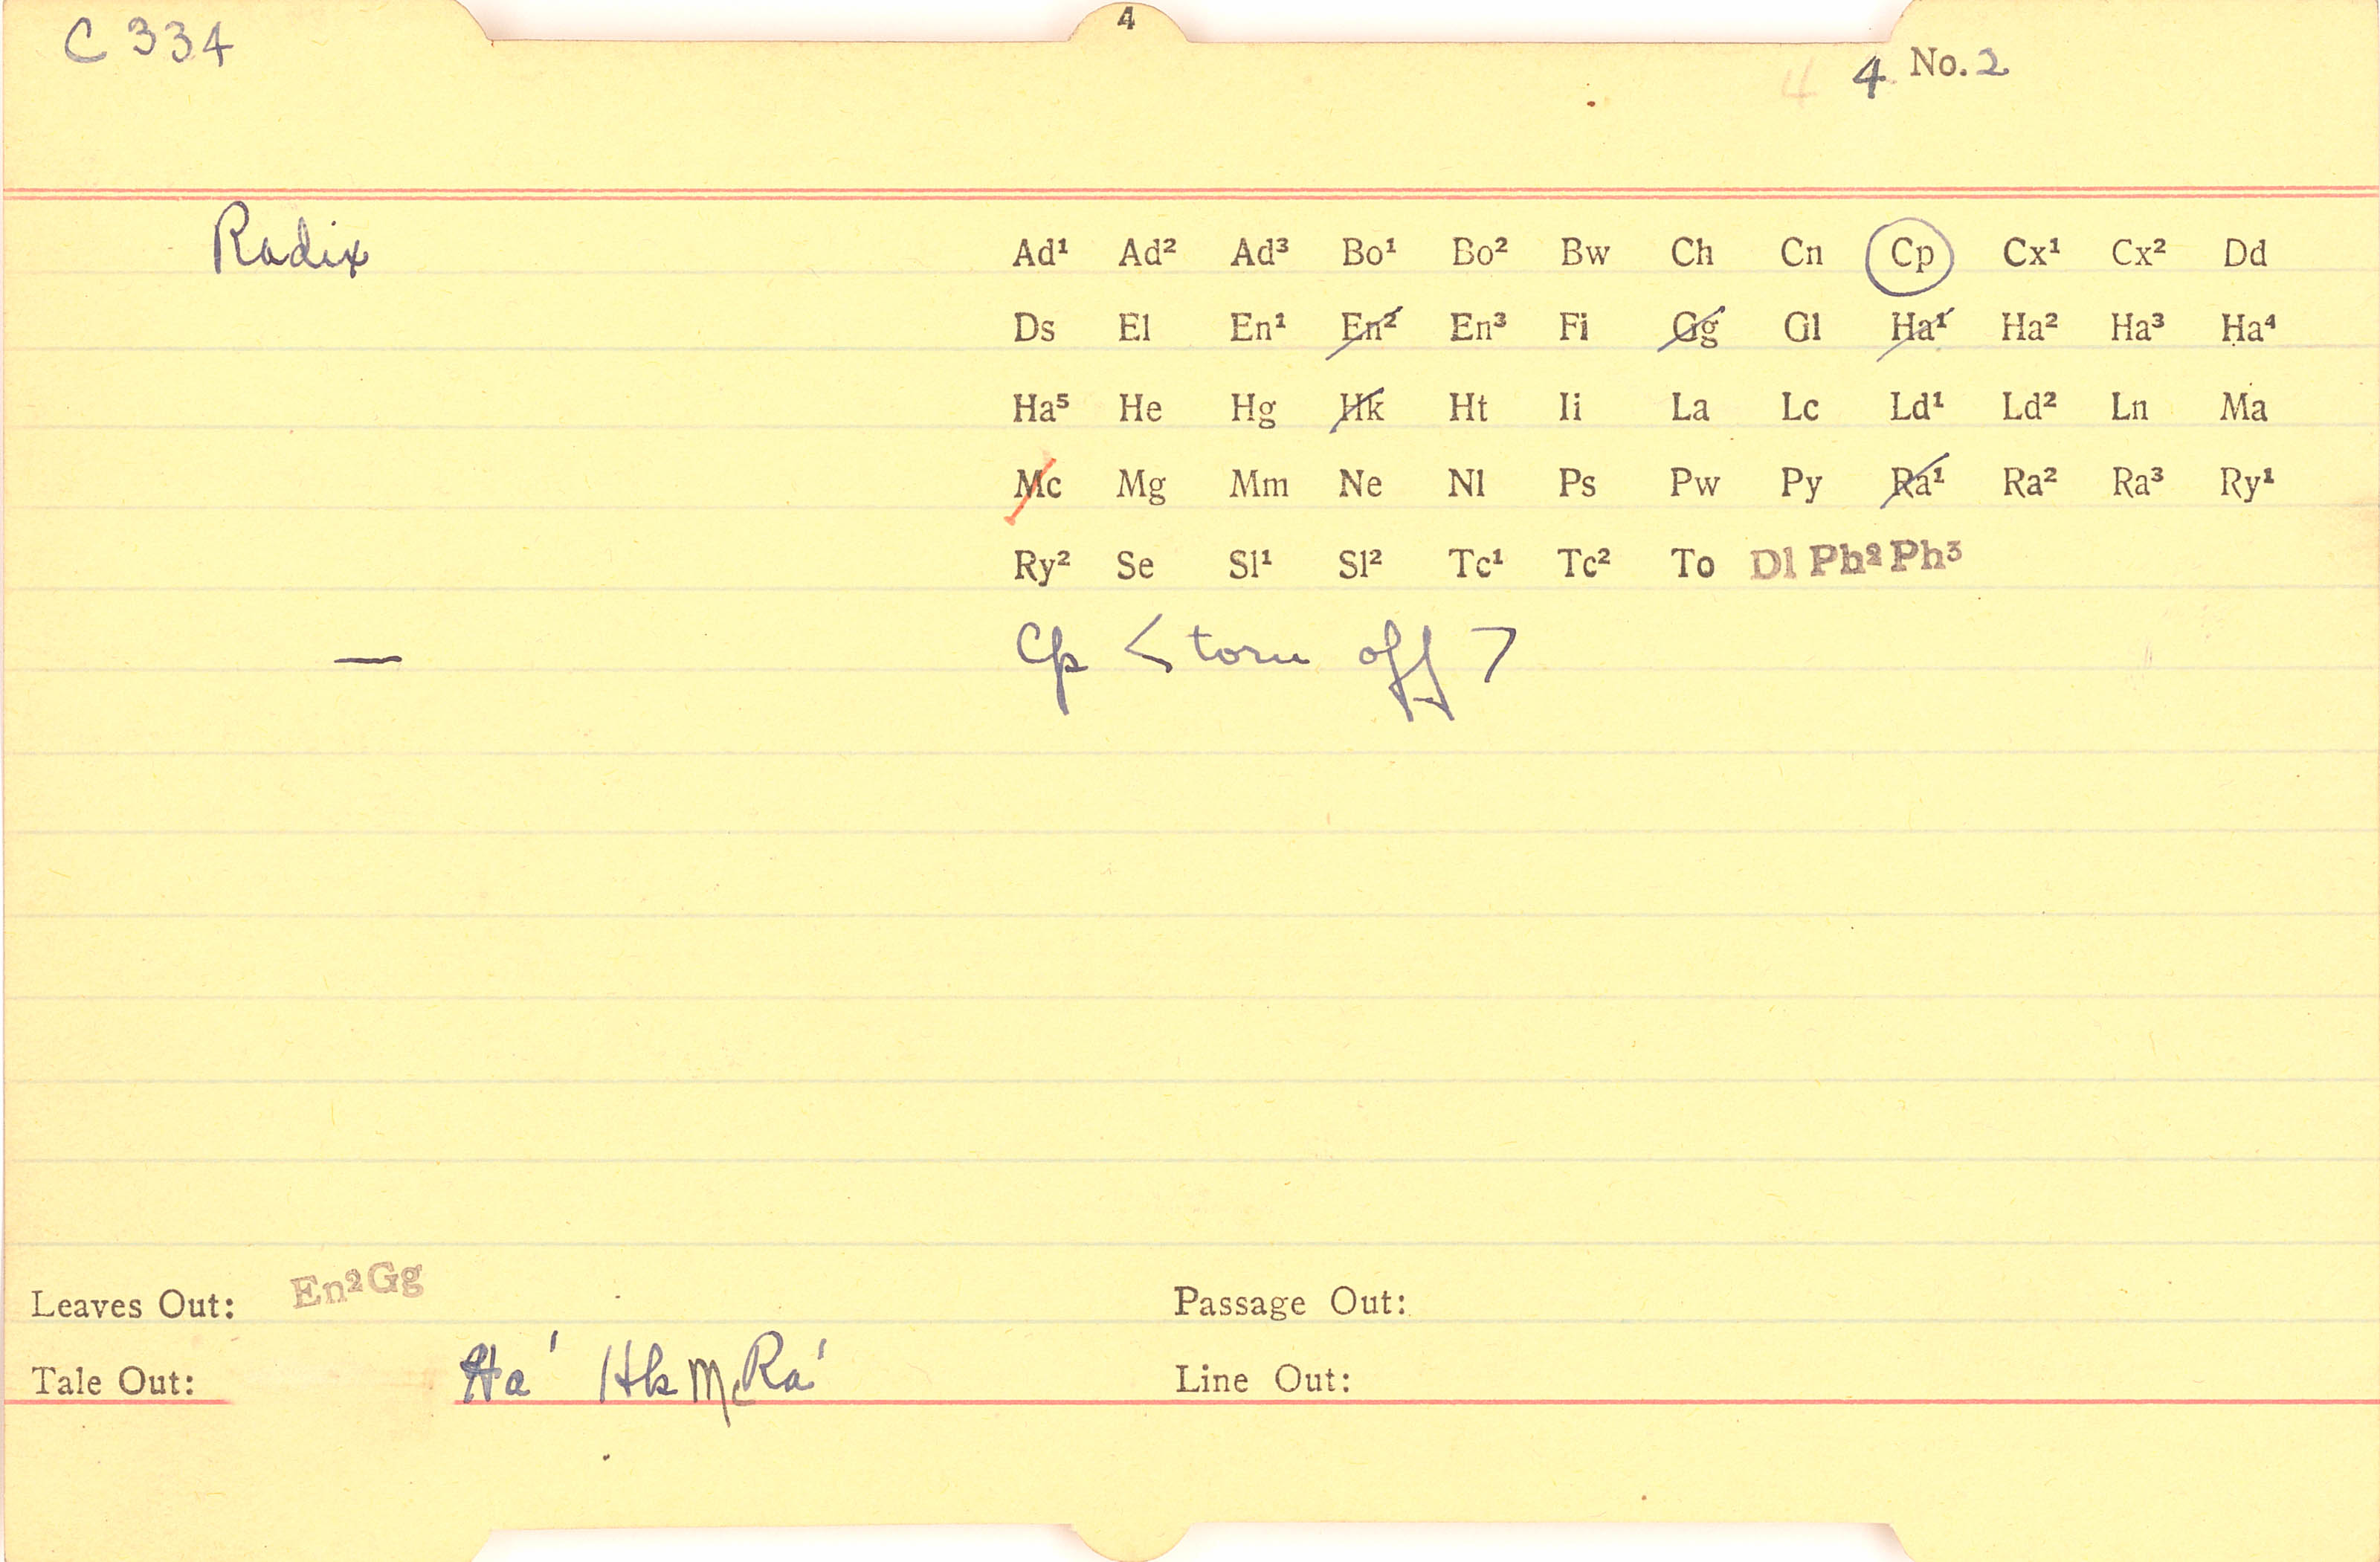 4
C 334
4 4 No. 2
Radix Ad¹ Ad² Ad³ Bo¹ Bo² Bw Ch Cn Cp Cx¹ Cx² Dd
Ds El En¹ En² En³ Fi Gg Gl Ha¹ Ha² Ha³ Ha⁴
Ha⁵ He Hg Hk Ht Ii La Lc Ld¹ Ld² Ln Ma
Mc Mg Mm Ne Nl Ps Pw Py Ra¹ Ra² Ra³ Ry¹
Ry² Se Sl¹ Sl² Tc¹ Tc² To Dl Ph² Ph³
— Cp < torn off >
Leaves Out: En² Gg Passage Out:
Tale Out: Ha¹ Hk Mc Ra¹ Line Out: